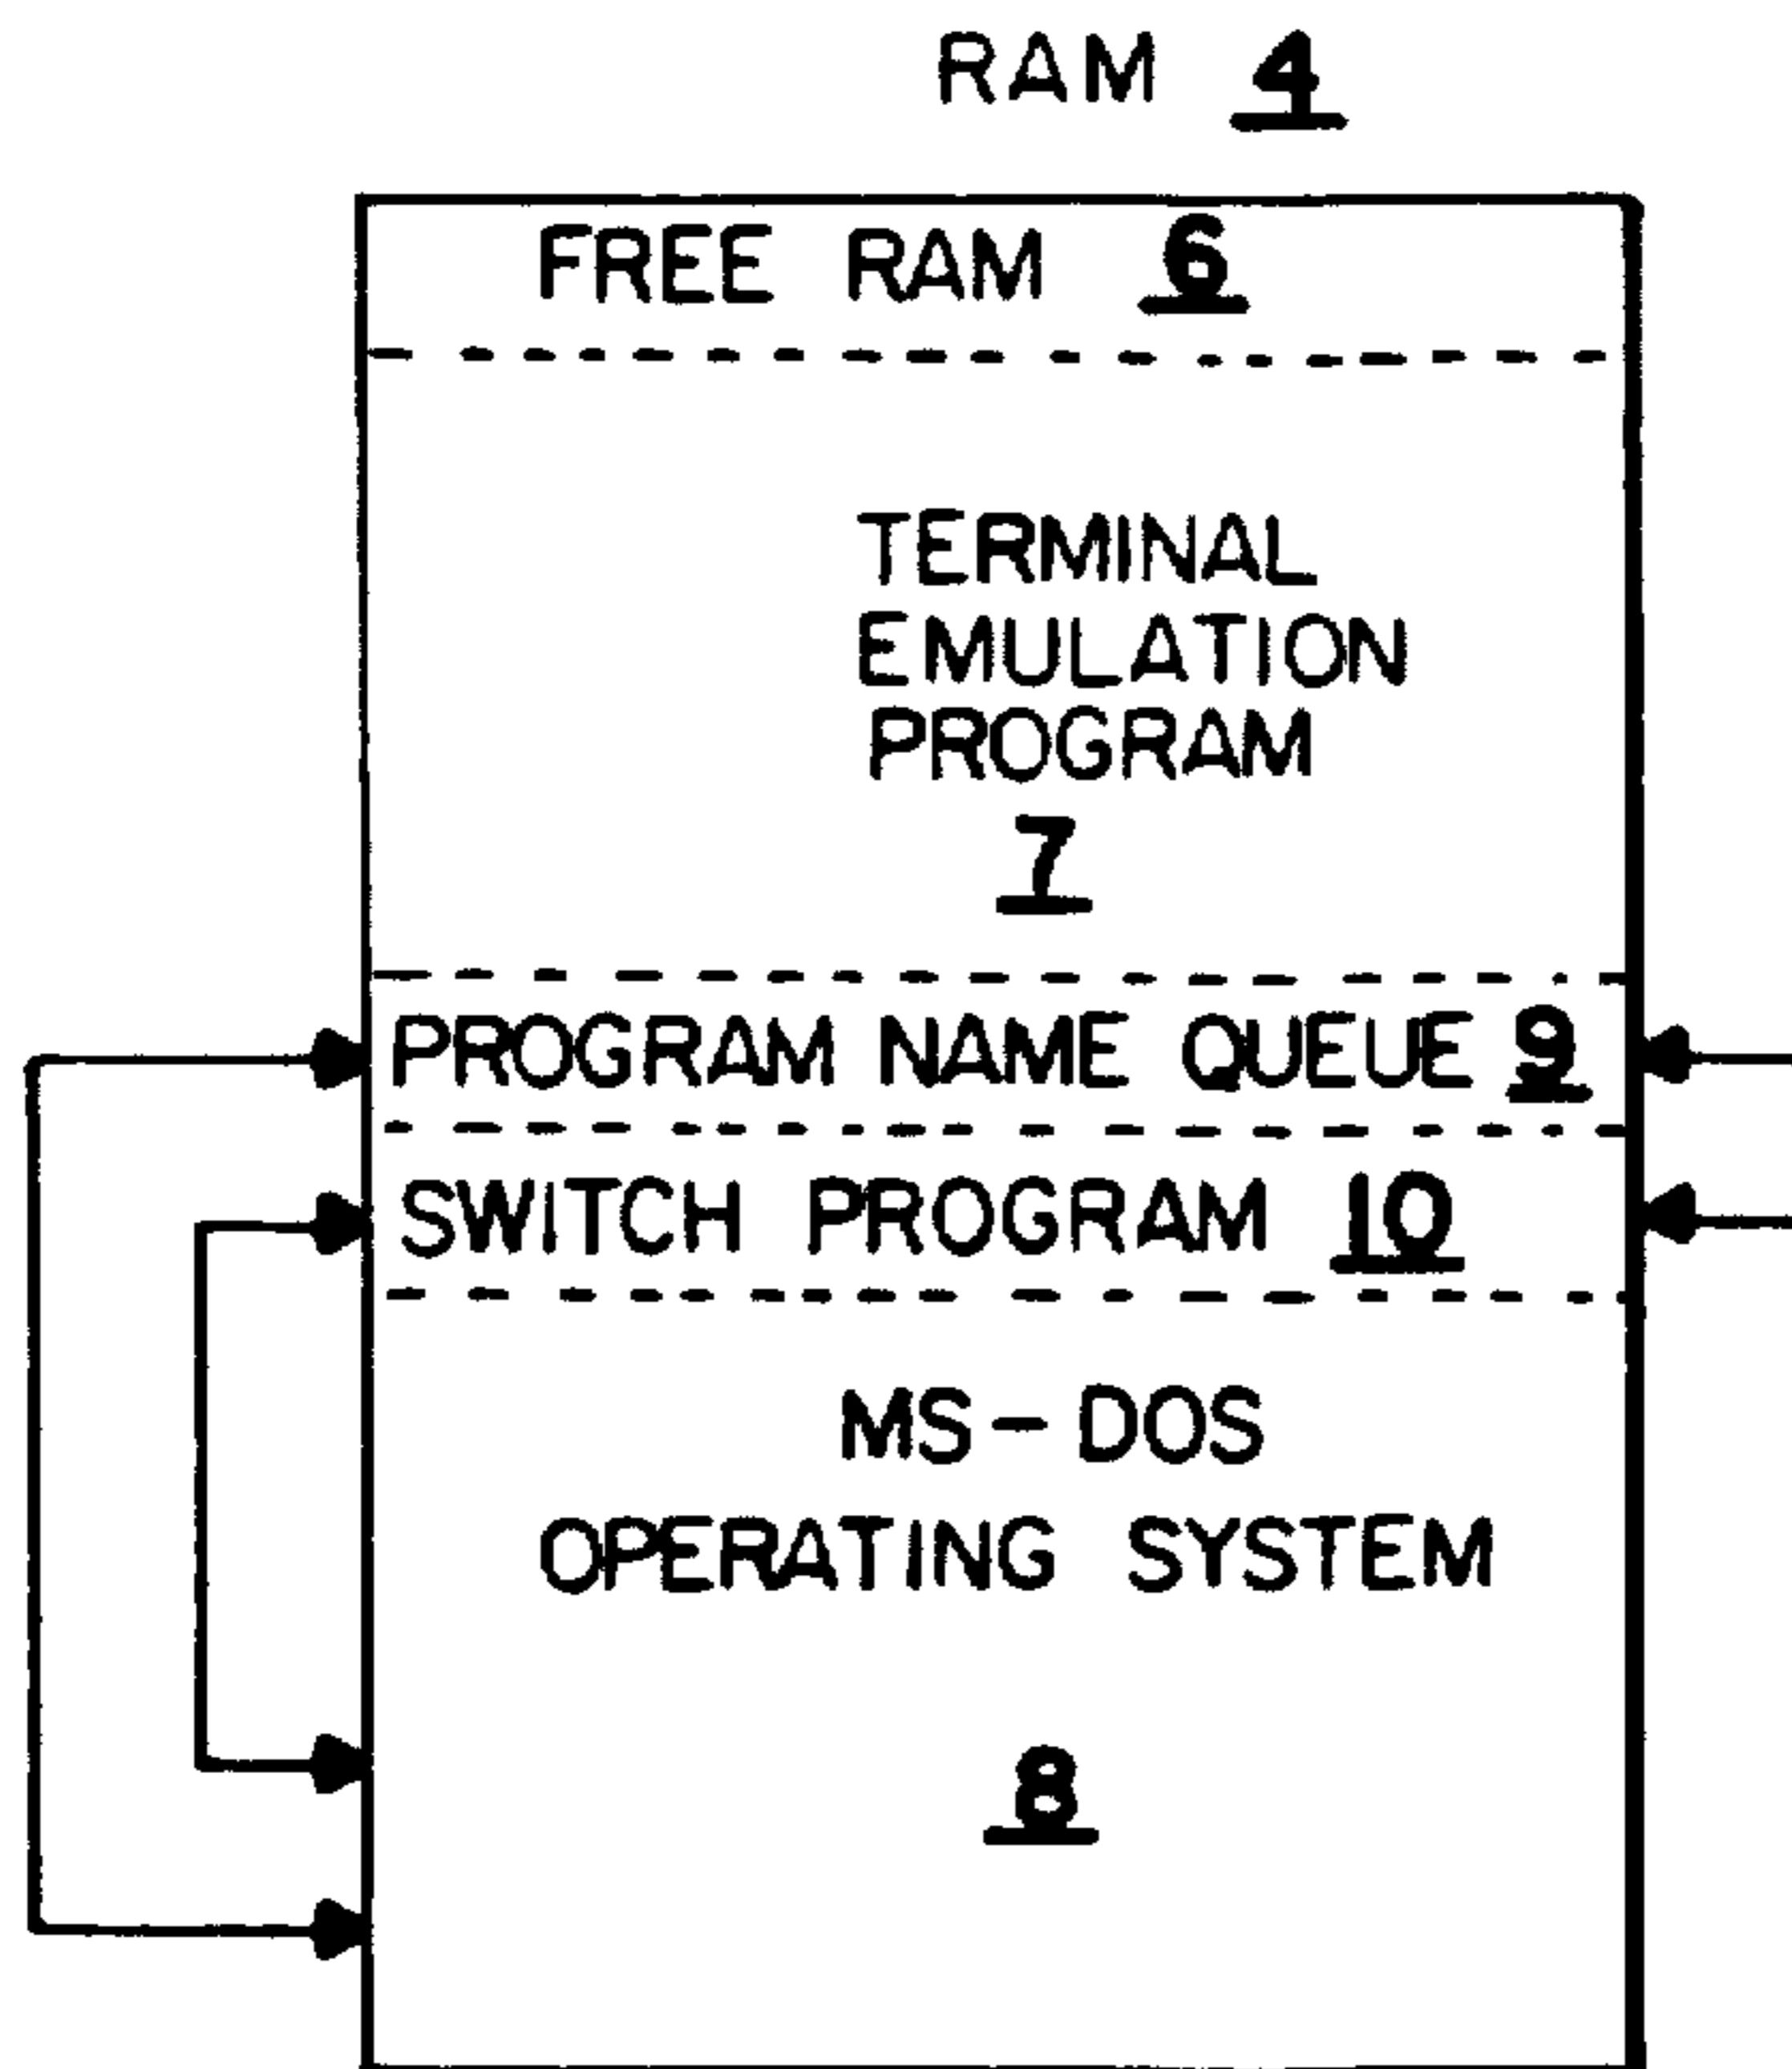 RAM 4
FREE RAM 6
TERMINAL
EMULATION
PROGRAM
7
PROGRAM NAME QUEUE 9
SWITCH PROGRAM 10
MS-DOS
OPERATING SYSTEM
8